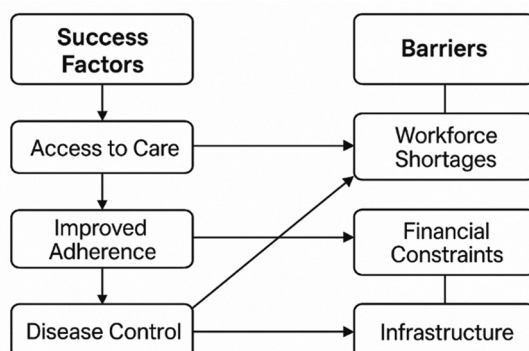 Success
Factors
Access to Care
Improved
Adherence
Disease Control
Barriers
Workforce
Shortages
Financial
Constraints
Infrastructure